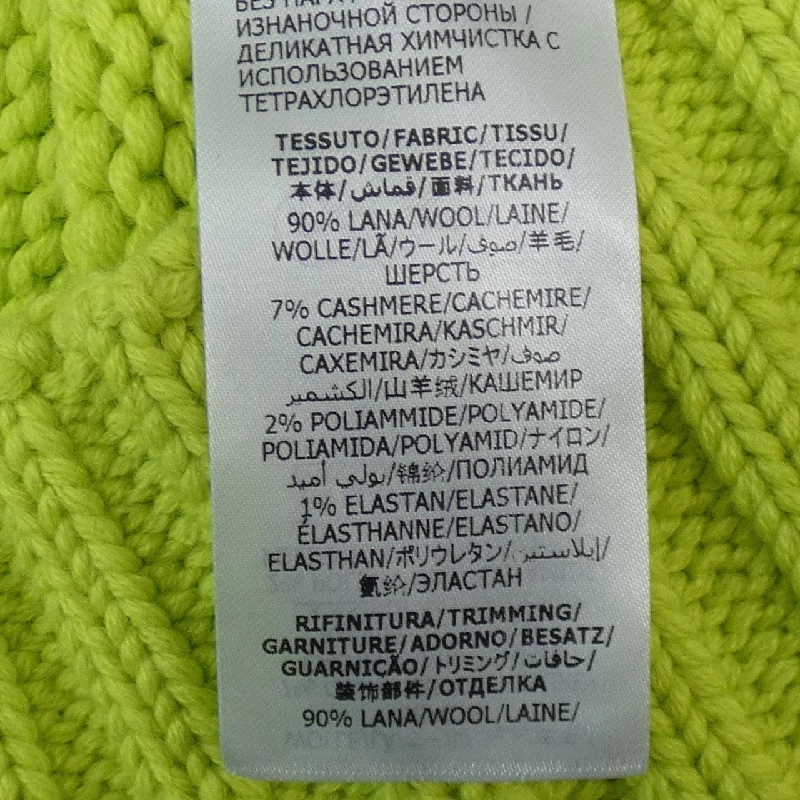 БЕЗ ПАРА
ИЗНАНОЧНОЙ СТОРОНЫ /
ДЕЛИКАТНАЯ ХИМЧИСТКА С
ИСПОЛЬЗОВАНИЕМ
ТЕТРАХЛОРЭТИЛЕНА
TESSUTO/FABRIC/TISSU/
TEJIDO/GEWEBE/TECIDO/
本体/قماش/面料/ТКАНЬ
90% LANA/WOOL/LAINE/
WOLLE/LÃ/ウール/صوف/羊毛/
ШЕРСТЬ
7% CASHMERE/CACHEMIRE/
CACHEMIRA/KASCHMIR/
CAXEMIRA/カシミヤ/صوف
الكشمير/山羊绒/КАШЕМИР
2% POLIAMMIDE/POLYAMIDE/
POLIAMIDA/POLYAMID/ナイロン/
بولي أميد/锦纶/ПОЛИАМИД
1% ELASTAN/ELASTANE/
ÉLASTHANNE/ELASTANO/
ELASTHAN/ポリウレタン/إيلاستين/
氨纶/ЭЛАСТАН
RIFINITURA/TRIMMING/
GARNITURE/ADORNO/BESATZ/
GUARNIÇÃO/トリミング/حافات/
装饰部件/ОТДЕЛКА
90% LANA/WOOL/LAINE/